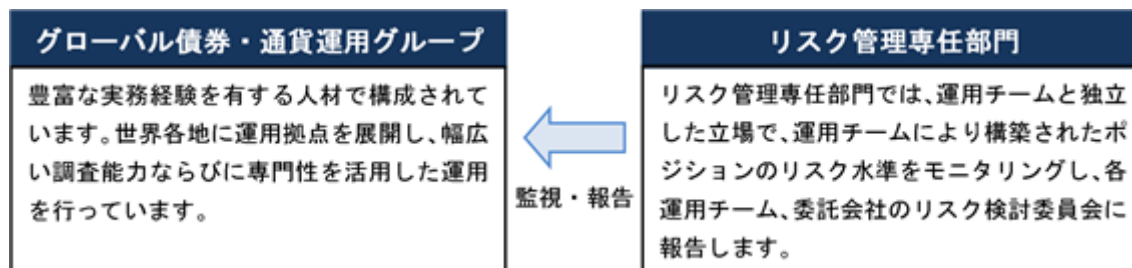 グローバル債券・通貨運用グループ
豊富な実務経験を有する人材で構成されて
います。世界各地に運用拠点を展開し、幅広
い調査能力ならびに専門性を活用した運用
を行っています。
監視・報告
リスク管理専任部門
リスク管理専任部門では、運用チームと独立
した立場で、運用チームにより構築されたポ
ジションのリスク水準をモニタリングし、各
運用チーム、委託会社のリスク検討委員会に
報告します。